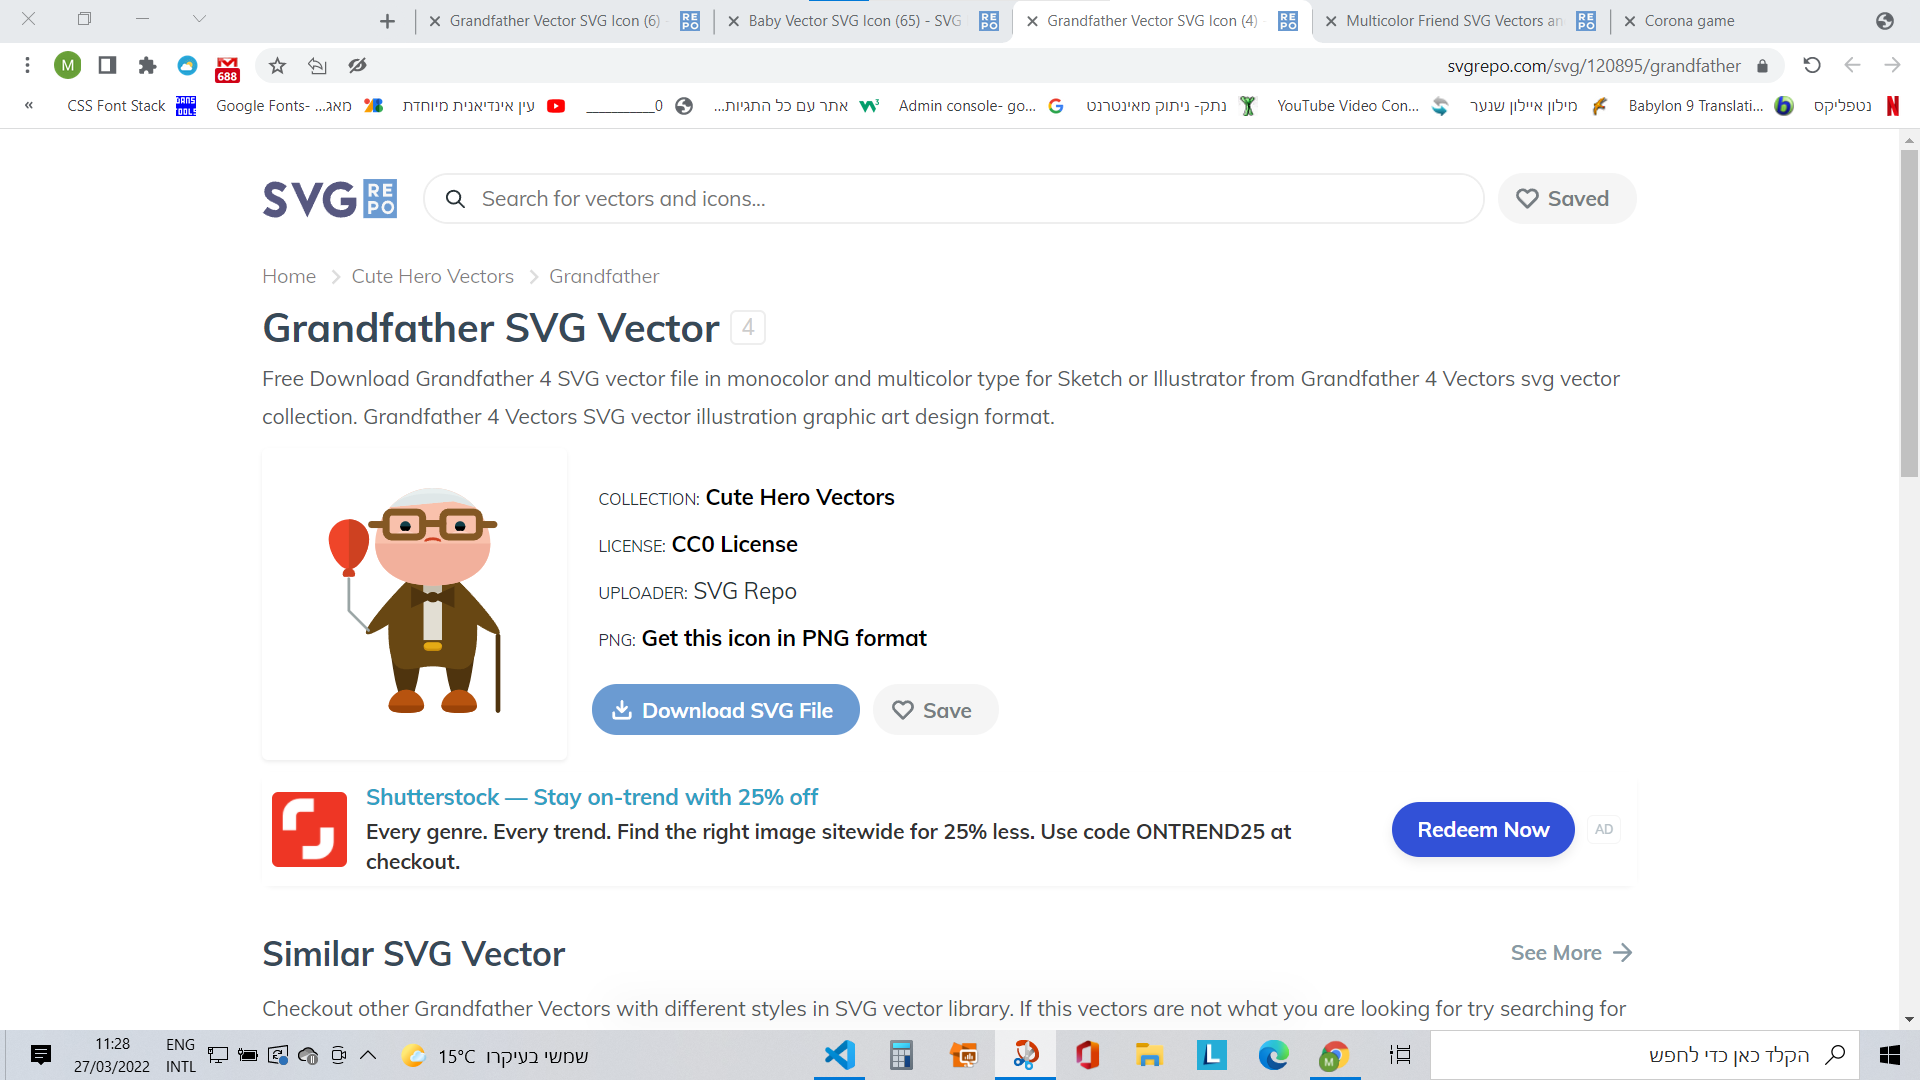 Grandfather Vector SVG Icon (6) -
Baby Vector SVG Icon (65) - SVG
Grandfather Vector SVG Icon (4) -
Multicolor Friend SVG Vectors an
Corona game
M
688
svgrepo.com/svg/120895/grandfather
«
CSS Font Stack
Google Fonts- מאג...
עין אינדיאנית מיוחדת
___________0
אתר עם כל התגיות...
Admin console- go...
נתק- ניתוק מאינטרנט
YouTube Video Con...
מילון איילון שנער
Babylon 9 Translati...
נטפליקס
SVG REPO
Search for vectors and icons...
Saved
Home > Cute Hero Vectors > Grandfather
Grandfather SVG Vector 4
Free Download Grandfather 4 SVG vector file in monocolor and multicolor type for Sketch or Illustrator from Grandfather 4 Vectors svg vector
collection. Grandfather 4 Vectors SVG vector illustration graphic art design format.
COLLECTION: Cute Hero Vectors
LICENSE: CC0 License
UPLOADER: SVG Repo
PNG: Get this icon in PNG format
Download SVG File
Save
Shutterstock — Stay on-trend with 25% off
Every genre. Every trend. Find the right image sitewide for 25% less. Use code ONTREND25 at
checkout.
Redeem Now
AD
Similar SVG Vector
See More →
Checkout other Grandfather Vectors with different styles in SVG vector library. If this vectors are not what you are looking for try searching for
11:28
27/03/2022
ENG
INTL
15°C שמשי בעיקרו
הקלד כאן כדי לחפש